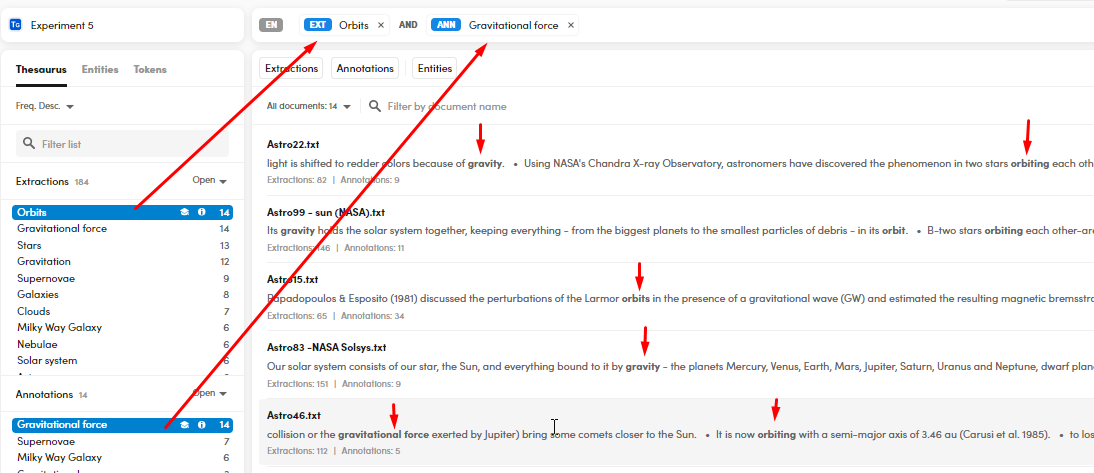 Tg Experiment 5
EN EXT Orbits × AND ANN Gravitational force ×
Thesaurus Entities Tokens
Freq. Desc.
Filter list
Extractions 184 Open
Orbits 14
Gravitational force 14
Stars 13
Gravitation 12
Supernovae 9
Galaxies 8
Clouds 7
Milky Way Galaxy 6
Nebulae 6
Solar system 6
Annotations 14 Open
Gravitational force 14
Supernovae 7
Milky Way Galaxy 6
Extractions Annotations Entities
All documents: 14 Filter by document name
Astro22.txt
light is shifted to redder colors because of gravity. • Using NASA's Chandra X-ray Observatory, astronomers have discovered the phenomenon in two stars orbiting each oth
Extractions: 82 | Annotations: 9
Astro99 - sun (NASA).txt
Its gravity holds the solar system together, keeping everything - from the biggest planets to the smallest particles of debris - in its orbit. • B-two stars orbiting each other-are
Extractions: 146 | Annotations: 11
Astro15.txt
Papadopoulos & Esposito (1981) discussed the perturbations of the Larmor orbits in the presence of a gravitational wave (GW) and estimated the resulting magnetic bremsstra
Extractions: 65 | Annotations: 34
Astro83 -NASA Solsys.txt
Our solar system consists of our star, the Sun, and everything bound to it by gravity - the planets Mercury, Venus, Earth, Mars, Jupiter, Saturn, Uranus and Neptune, dwarf plan
Extractions: 151 | Annotations: 9
Astro46.txt
collision or the gravitational force exerted by Jupiter) bring some comets closer to the Sun. • It is now orbiting with a semi-major axis of 3.46 au (Carusi et al. 1985). • to los
Extractions: 112 | Annotations: 5